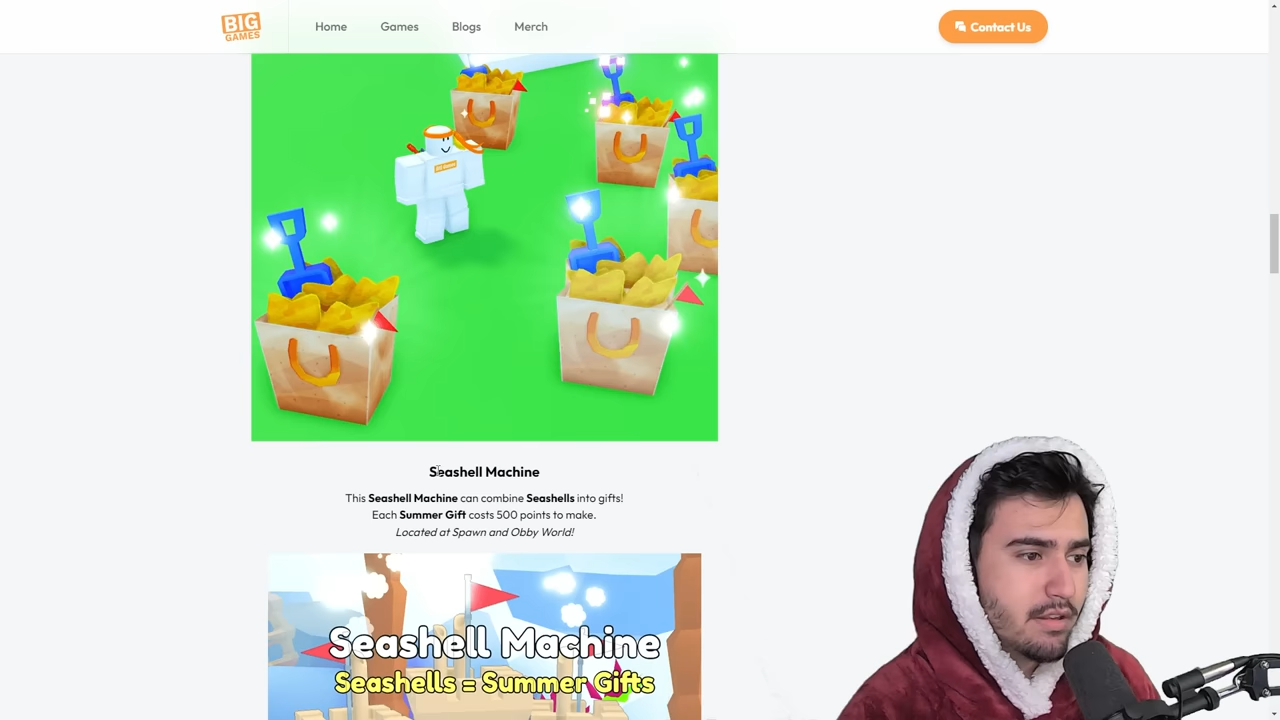 BIG
GAMES
Home
Games
Blogs
Merch
Contact Us
Seashell Machine
This Seashell Machine can combine Seashells into gifts!
Each Summer Gift costs 500 points to make.
Located at Spawn and Obby World!
Seashell Machine
Seashells = Summer Gifts